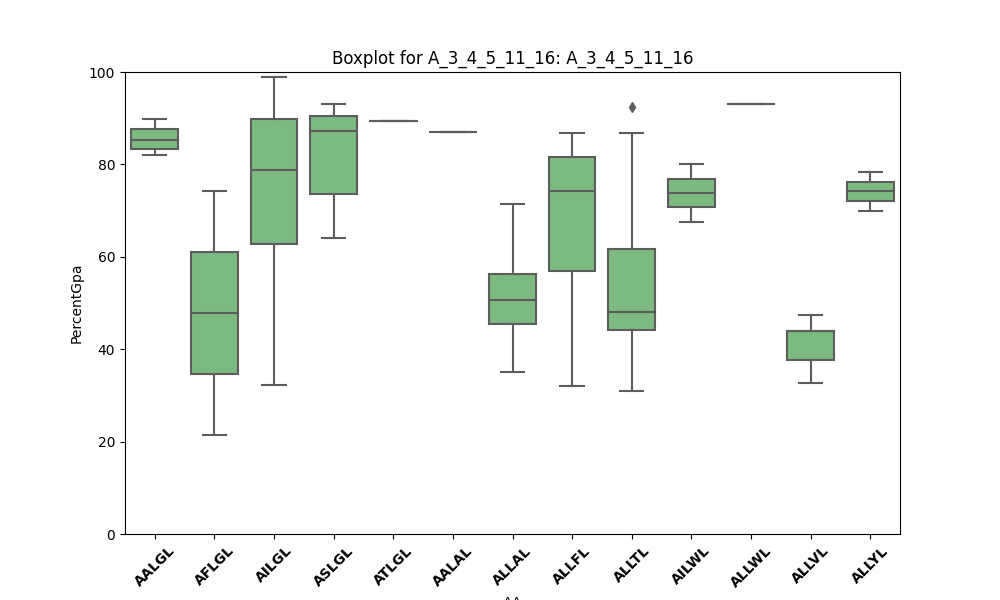 Boxplot for A_3_4_5_11_16: A_3_4_5_11_16
PercentGpa
100
80
60
40
20
0
AALGL
AFLGL
AILGL
ASLGL
ATLGL
AALAL
ALLAL
ALLFL
ALLTL
AILWL
ALLWL
ALLVL
ALLYL